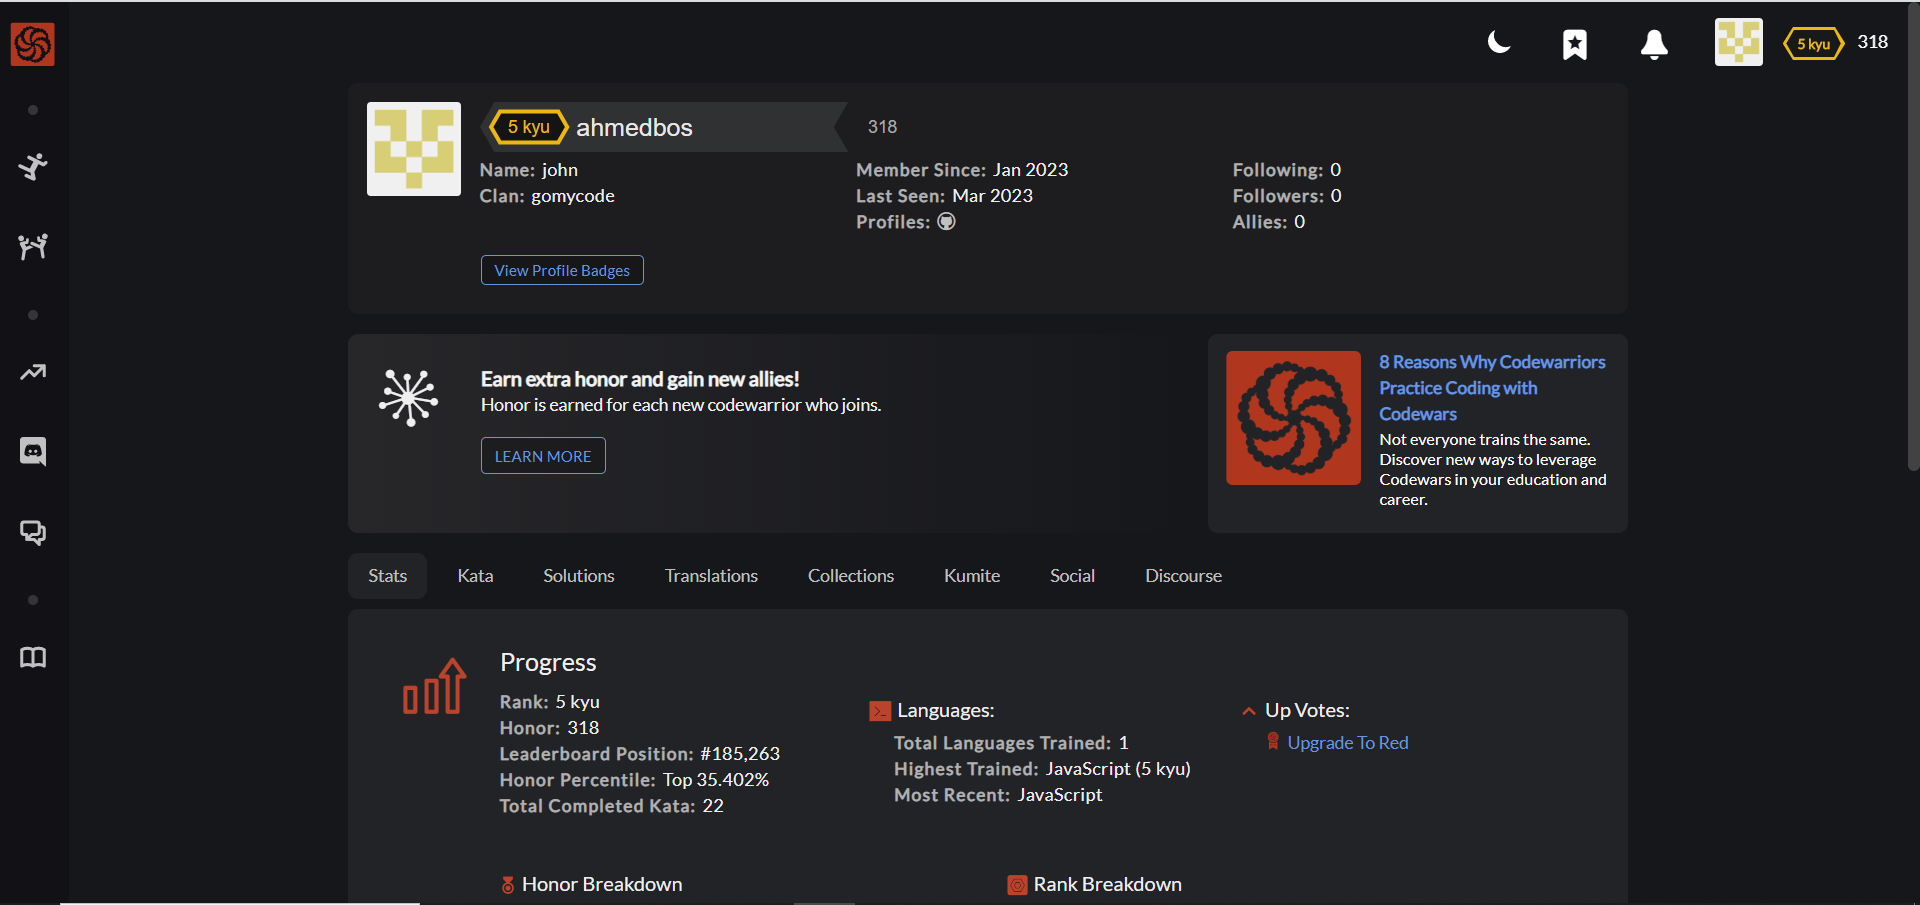 5 kyu 318
5 kyu ahmedbos 318
Name: john
Clan: gomycode
Member Since: Jan 2023
Last Seen: Mar 2023
Profiles:
Following: 0
Followers: 0
Allies: 0
View Profile Badges
Earn extra honor and gain new allies!
Honor is earned for each new codewarrior who joins.
LEARN MORE
8 Reasons Why Codewarriors
Practice Coding with
Codewars
Not everyone trains the same.
Discover new ways to leverage
Codewars in your education and
career.
Stats Kata Solutions Translations Collections Kumite Social Discourse
Progress
Rank: 5 kyu
Honor: 318
Leaderboard Position: #185,263
Honor Percentile: Top 35.402%
Total Completed Kata: 22
Languages:
Total Languages Trained: 1
Highest Trained: JavaScript (5 kyu)
Most Recent: JavaScript
Up Votes:
Upgrade To Red
Honor Breakdown
Rank Breakdown